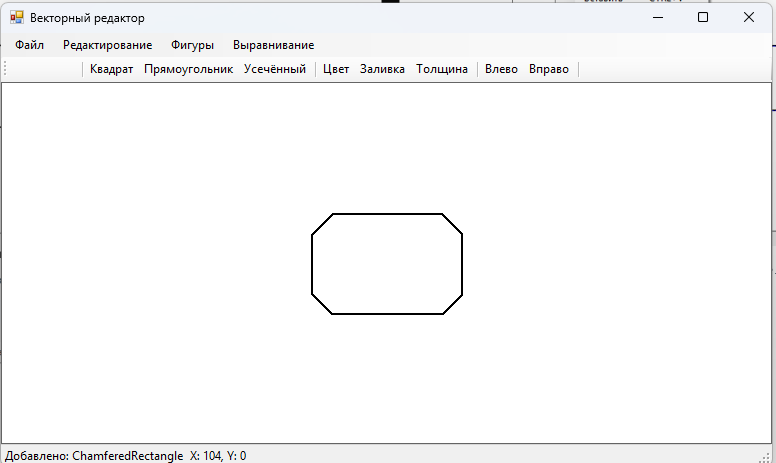 Векторный редактор
Файл Редактирование Фигуры Выравнивание
Квадрат Прямоугольник Усечённый Цвет Заливка Толщина Влево Вправо
Добавлено: ChamferedRectangle X: 104, Y: 0